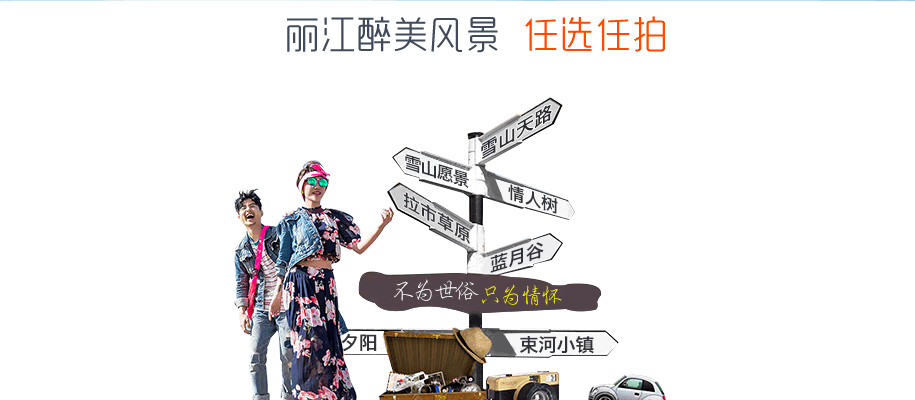 丽江醉美风景 任选任拍
雪山天路
雪山愿景
情人树
拉市草原
蓝月谷
不为世俗只为情怀
夕阳
束河小镇